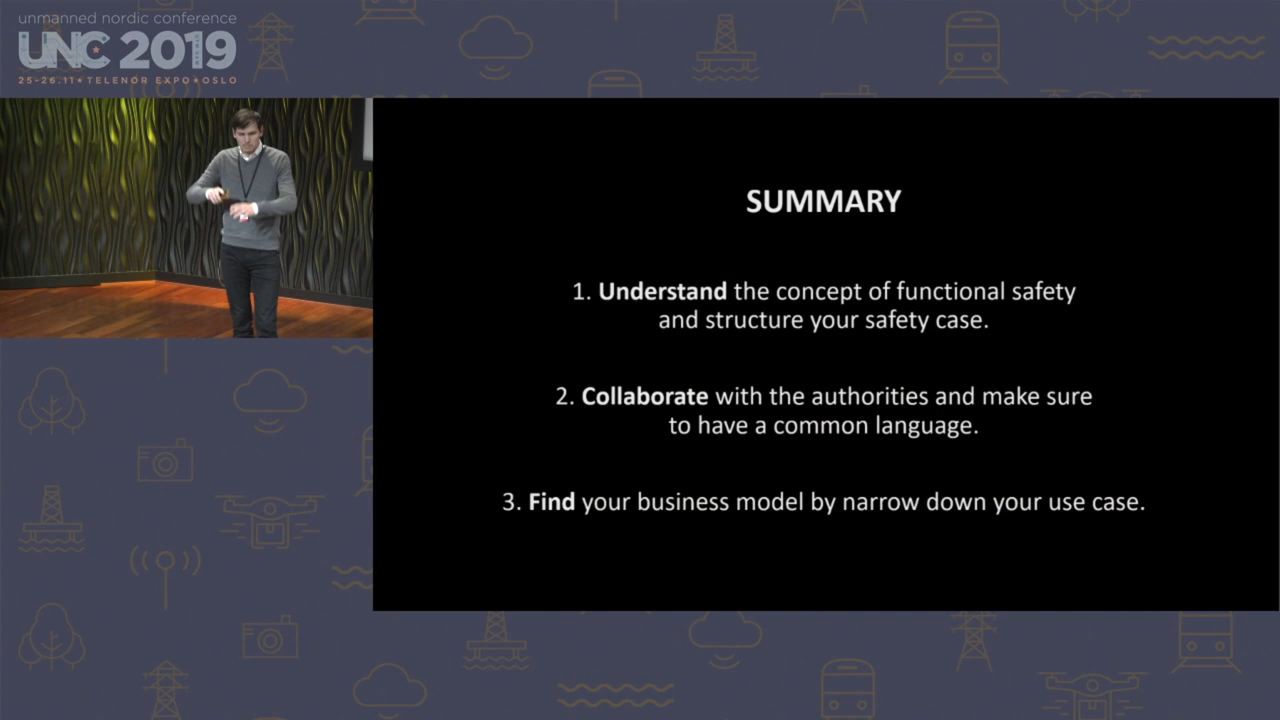 unmanned nordic conference
UNC 2019
25-26.11★TELENOR EXPO★OSLO
SUMMARY
1. Understand the concept of functional safety
and structure your safety case.
2. Collaborate with the authorities and make sure
to have a common language.
3. Find your business model by narrow down your use case.